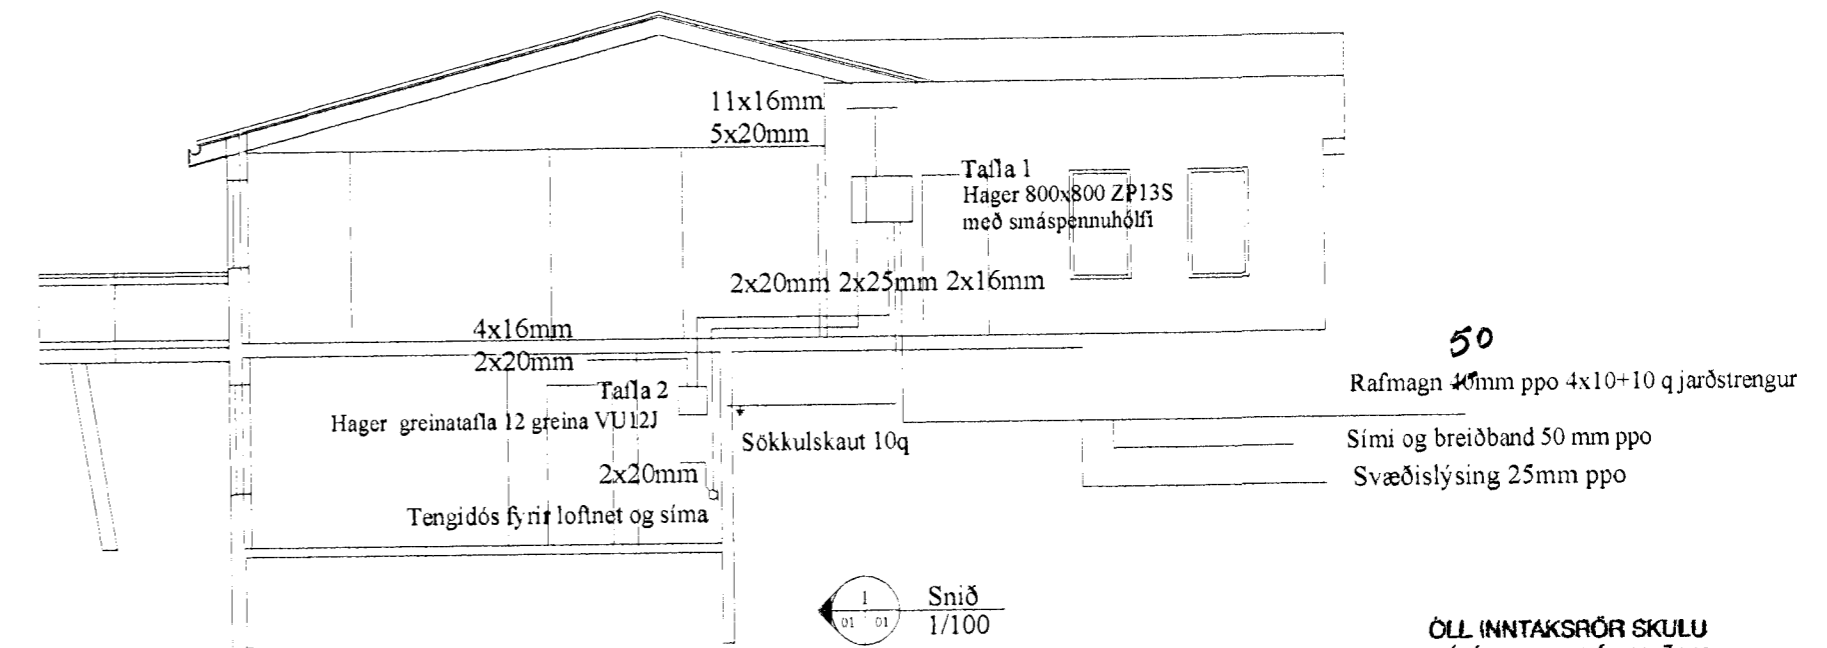 11x16mm
5x20mm
Tafla 1
Hager 800x800 ZP13S
með smáspennuhólfi
2x20mm 2x25mm 2x16mm
4x16mm
2x20mm
Tafla 2
Hager greinatafla 12 greina VU12J
Sökkulskaut 10q
2x20mm
Tengidós fyrir loftnet og síma
50
Rafmagn 40mm ppo 4x10+10 q jarðstrengur
Sími og breiðband 50 mm ppo
Svæðislýsing 25mm ppo
1
01 01
Snið
1/100
ÖLL INNTAKSRÖR SKULU